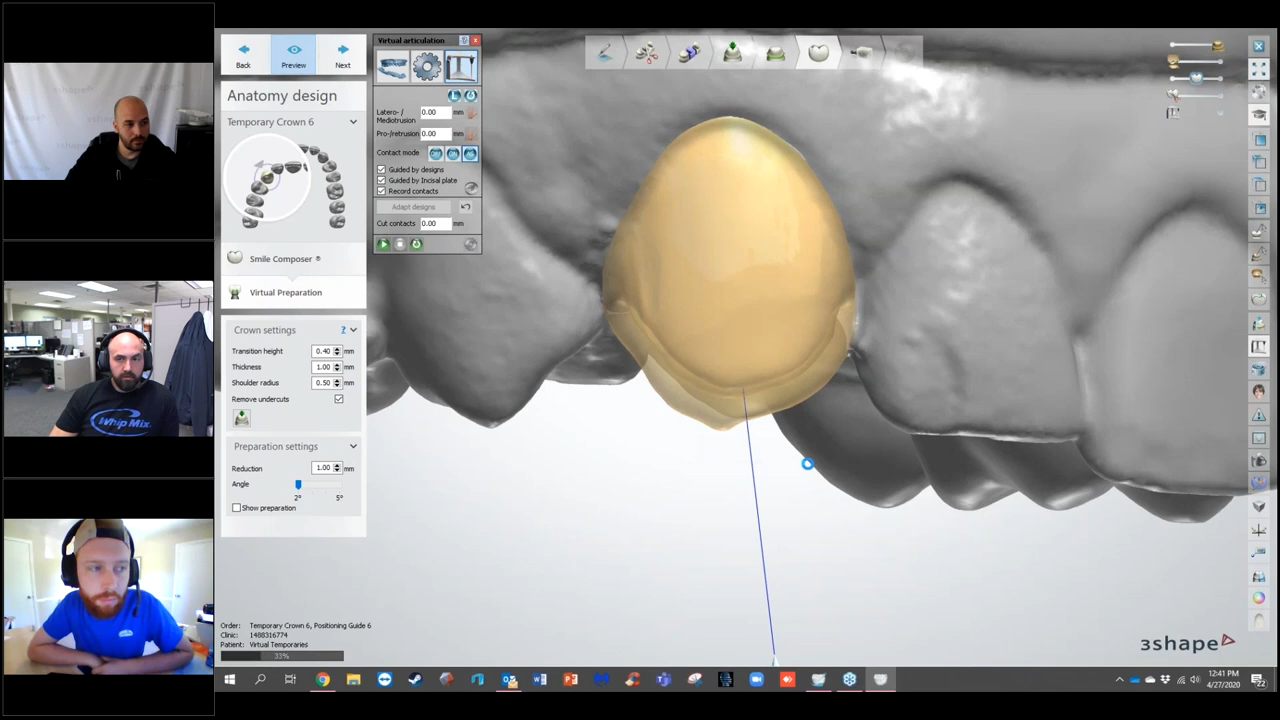 Back
Preview
Next
Anatomy design
Temporary Crown 6
Smile Composer ®
Virtual Preparation
Crown settings
?
Transition height 0.40 mm
Thickness 1.00 mm
Shoulder radius 0.50 mm
Remove undercuts
Preparation settings
Reduction 1.00 mm
Angle
2° 5°
Show preparation
Order: Temporary Crown 6, Positioning Guide 6
Clinic: 1488316774
Patient: Virtual Temporaries
33%
Virtual articulation
Latero- / Mediotrusion 0.00 mm
Pro-/retrusion 0.00 mm
Contact mode OFF ON
Guided by designs
Guided by Incisal plate
Record contacts
Adapt designs
Cut contacts 0.00 mm
3shape
WHIP MIX
12:41 PM
4/27/2020
22